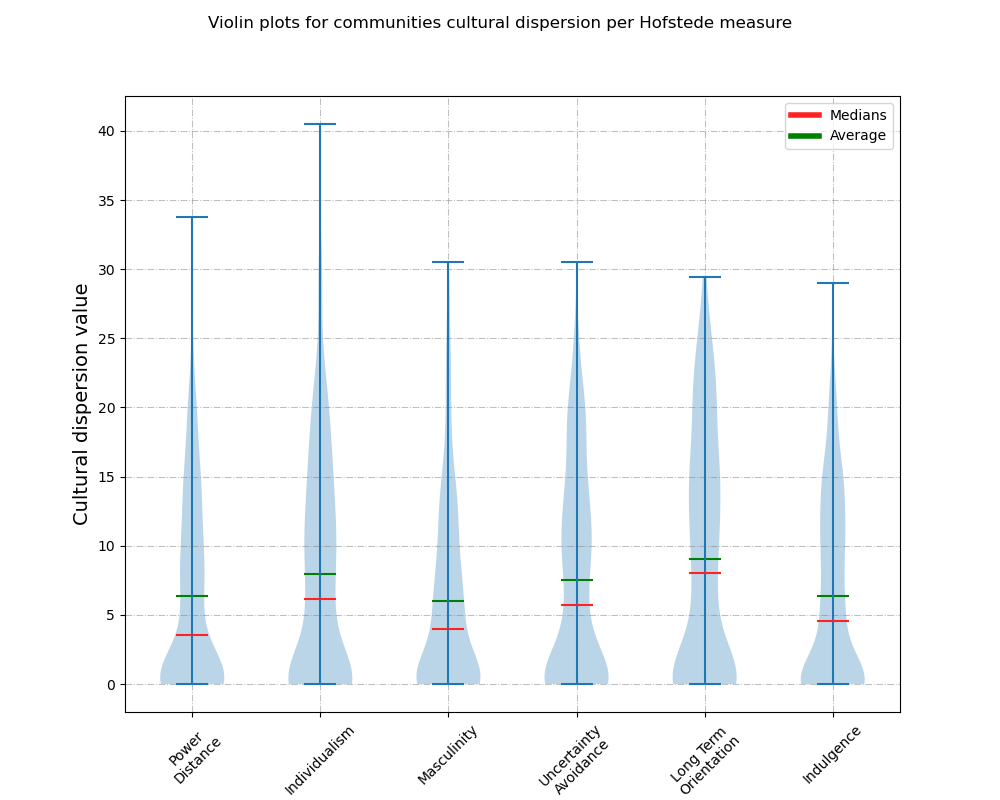 Violin plots for communities cultural dispersion per Hofstede measure
Medians
Average
Cultural dispersion value
40
35
30
25
20
15
10
5
0
Power
Distance
Individualism
Masculinity
Uncertainty
Avoidance
Long Term
Orientation
Indulgence